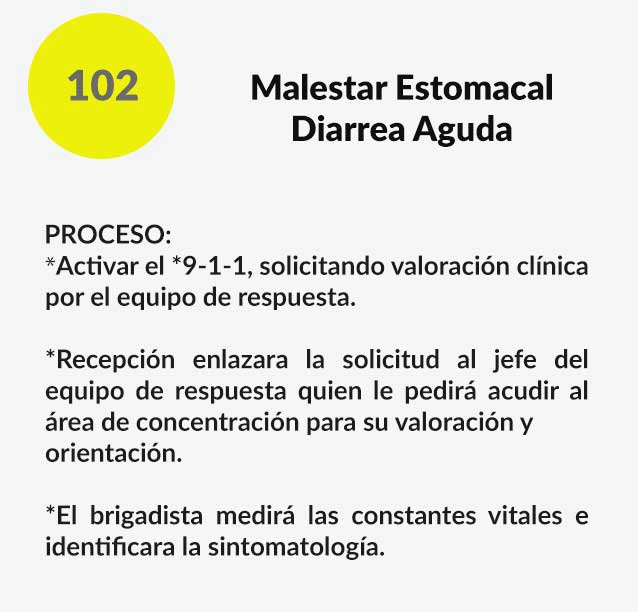 102
Malestar Estomacal
Diarrea Aguda
PROCESO:
*Activar el *9-1-1, solicitando valoración clínica
por el equipo de respuesta.
*Recepción enlazara la solicitud al jefe del
equipo de respuesta quien le pedirá acudir al
área de concentración para su valoración y
orientación.
*El brigadista medirá las constantes vitales e
identificara la sintomatología.